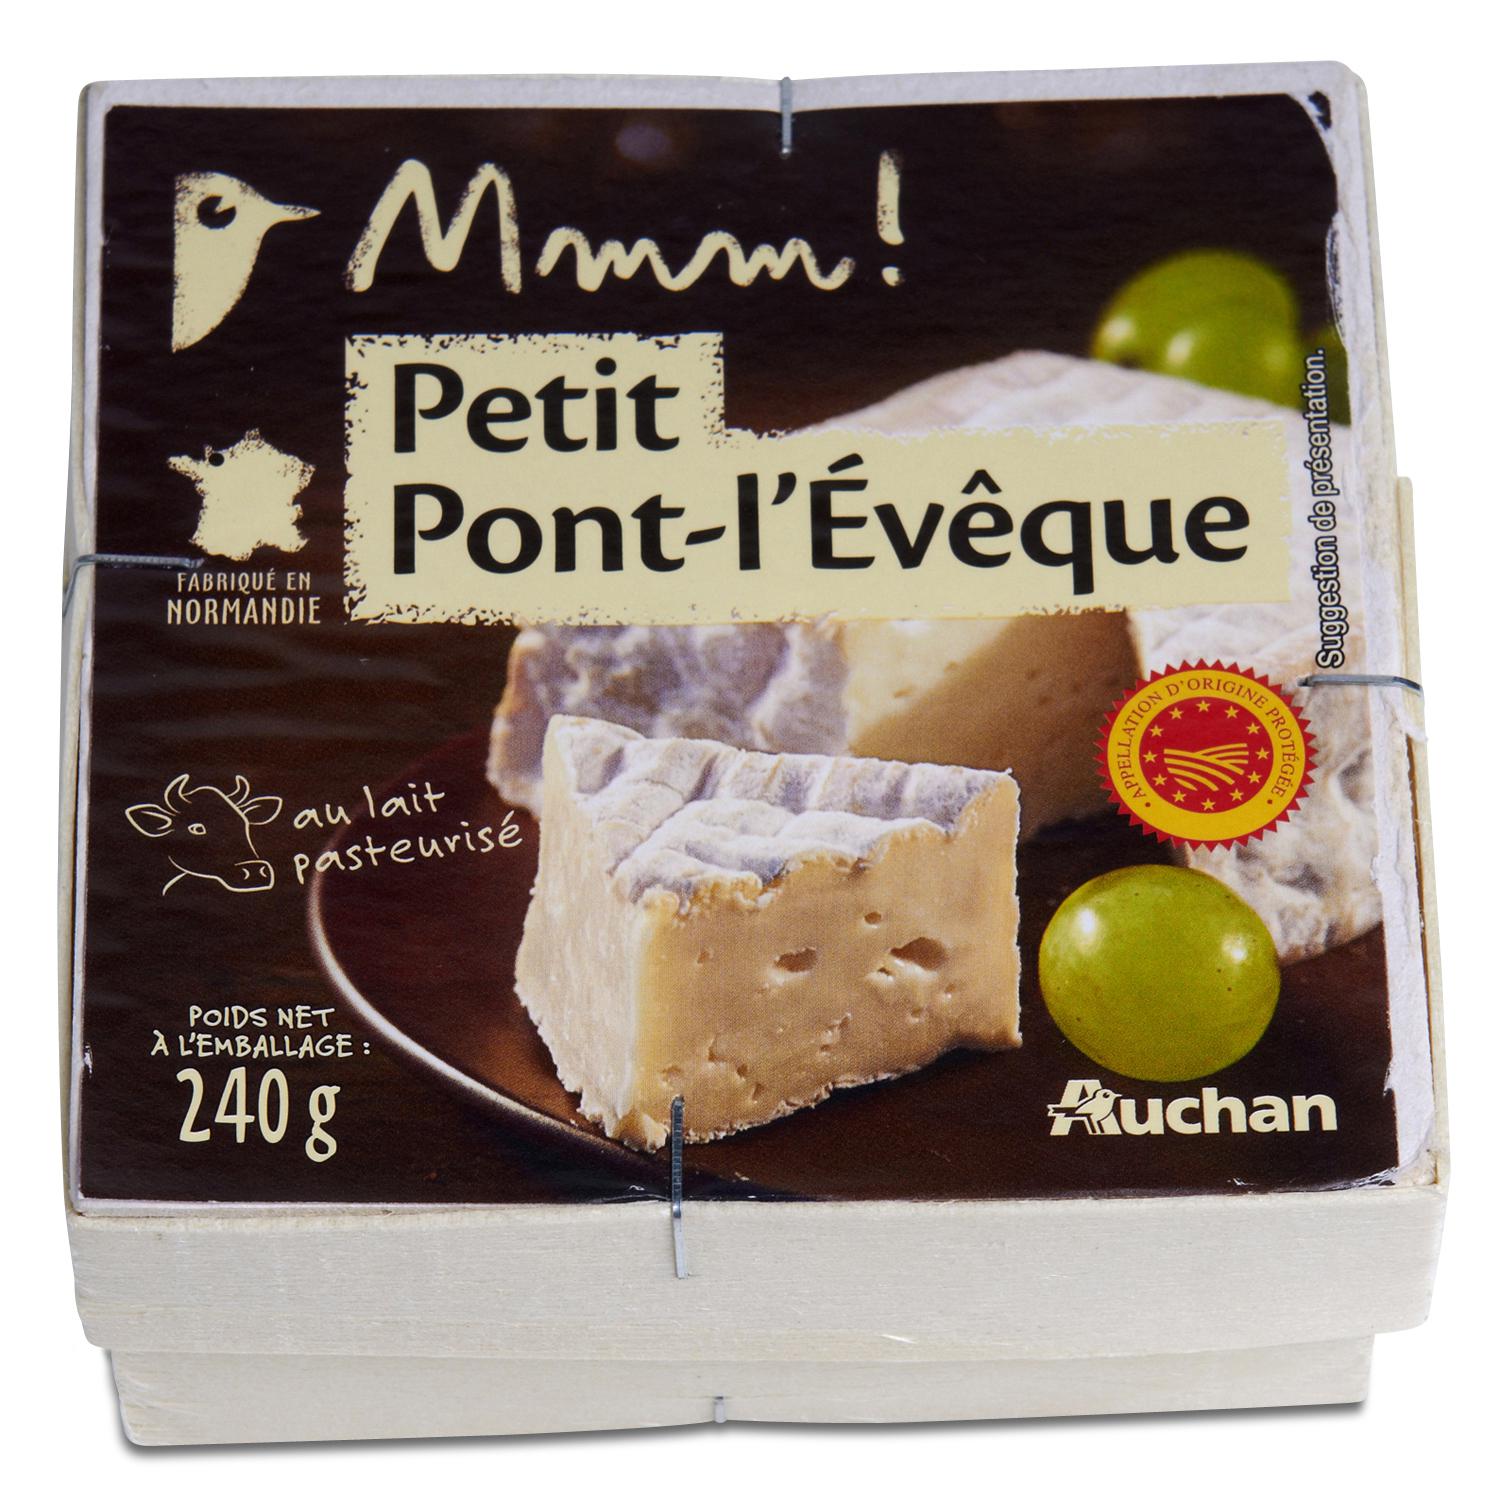 Mmmm!
Petit
Pont-l'Évêque
FABRIQUÉ EN
NORMANDIE
Suggestion de présentation.
APPELLATION D'ORIGINE PROTÉGÉE
au lait
pasteurisé
POIDS NET
À L'EMBALLAGE :
240 g
Auchan